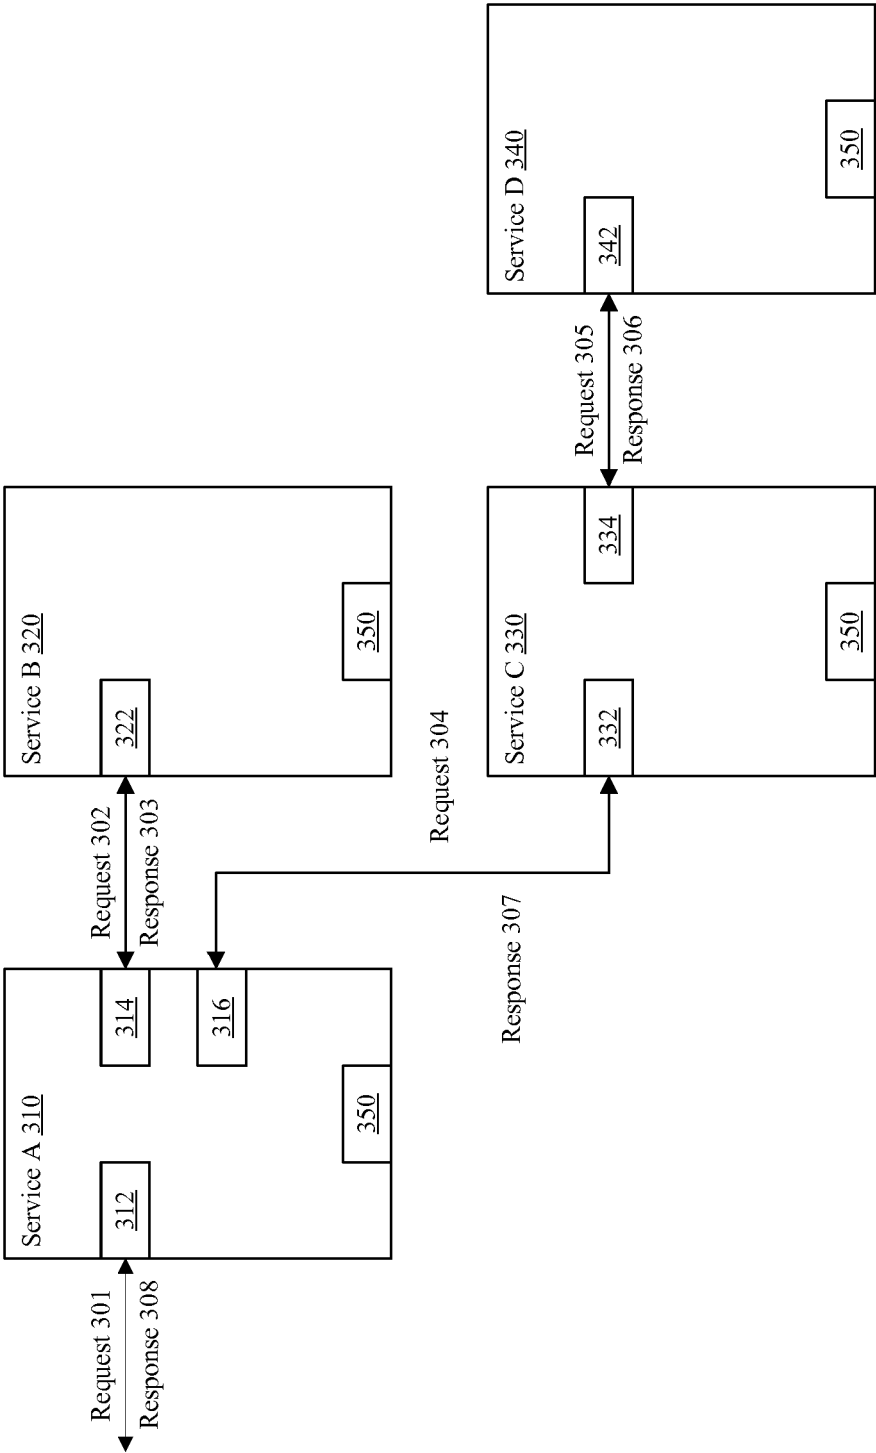 Request 301
Response 308
Service A 310
312
314
316
350
Request 302
Response 303
Service B 320
322
350
Request 304
Response 307
Service C 330
332
334
350
Request 305
Response 306
Service D 340
342
350